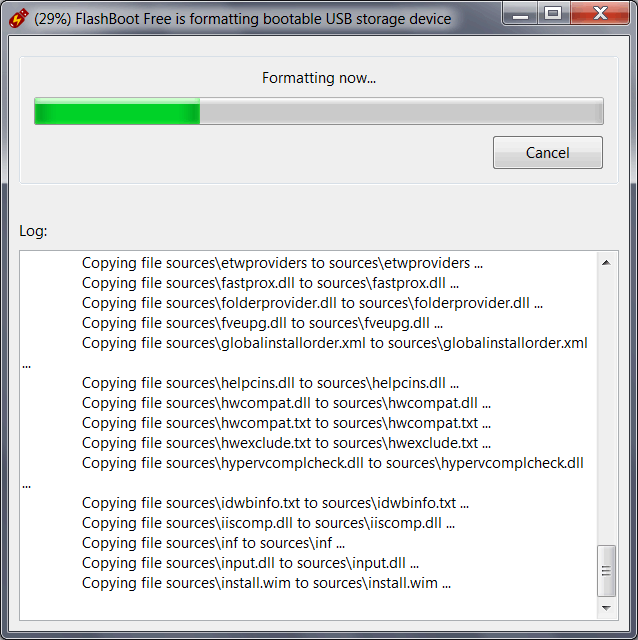 (29%) FlashBoot Free is formatting bootable USB storage device
Formatting now...
Cancel
Log:
Copying file sources\etwproviders to sources\etwproviders ...
Copying file sources\fastprox.dll to sources\fastprox.dll ...
Copying file sources\folderprovider.dll to sources\folderprovider.dll ...
Copying file sources\fveupg.dll to sources\fveupg.dll ...
Copying file sources\globalinstallorder.xml to sources\globalinstallorder.xml
...
Copying file sources\helpcins.dll to sources\helpcins.dll ...
Copying file sources\hwcompat.dll to sources\hwcompat.dll ...
Copying file sources\hwcompat.txt to sources\hwcompat.txt ...
Copying file sources\hwexclude.txt to sources\hwexclude.txt ...
Copying file sources\hypervcomplcheck.dll to sources\hypervcomplcheck.dll
...
Copying file sources\idwbinfo.txt to sources\idwbinfo.txt ...
Copying file sources\iiscomp.dll to sources\iiscomp.dll ...
Copying file sources\inf to sources\inf ...
Copying file sources\input.dll to sources\input.dll ...
Copying file sources\install.wim to sources\install.wim ...